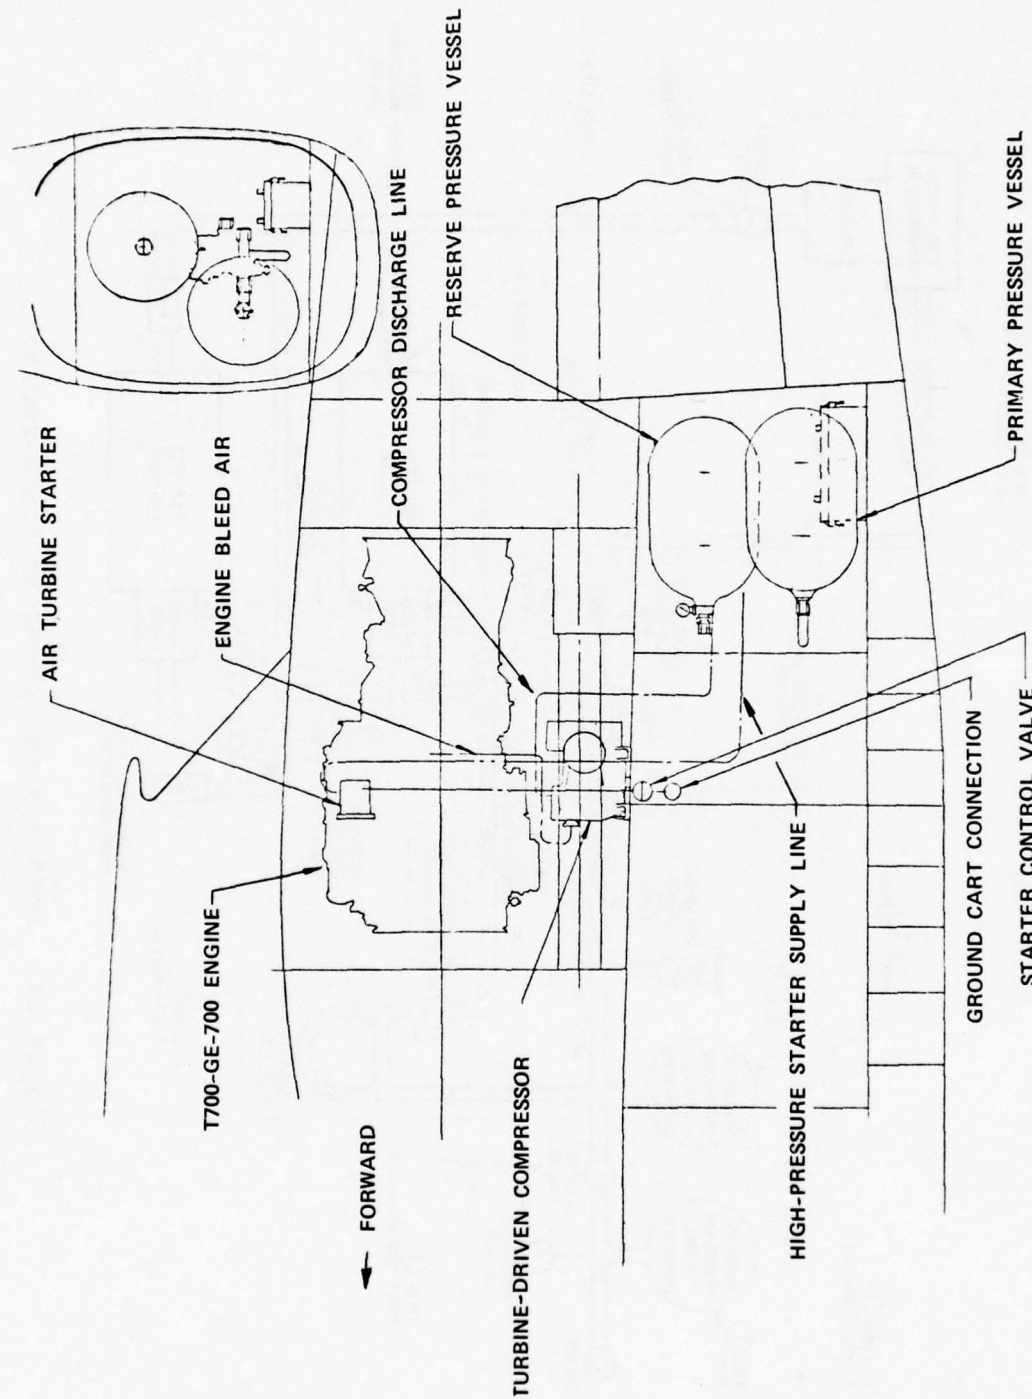 AIR TURBINE STARTER
ENGINE BLEED AIR
T700-GE-700 ENGINE
COMPRESSOR DISCHARGE LINE
RESERVE PRESSURE VESSEL
FORWARD
TURBINE-DRIVEN COMPRESSOR
HIGH-PRESSURE STARTER SUPPLY LINE
GROUND CART CONNECTION
STARTER CONTROL VALVE
PRIMARY PRESSURE VESSEL